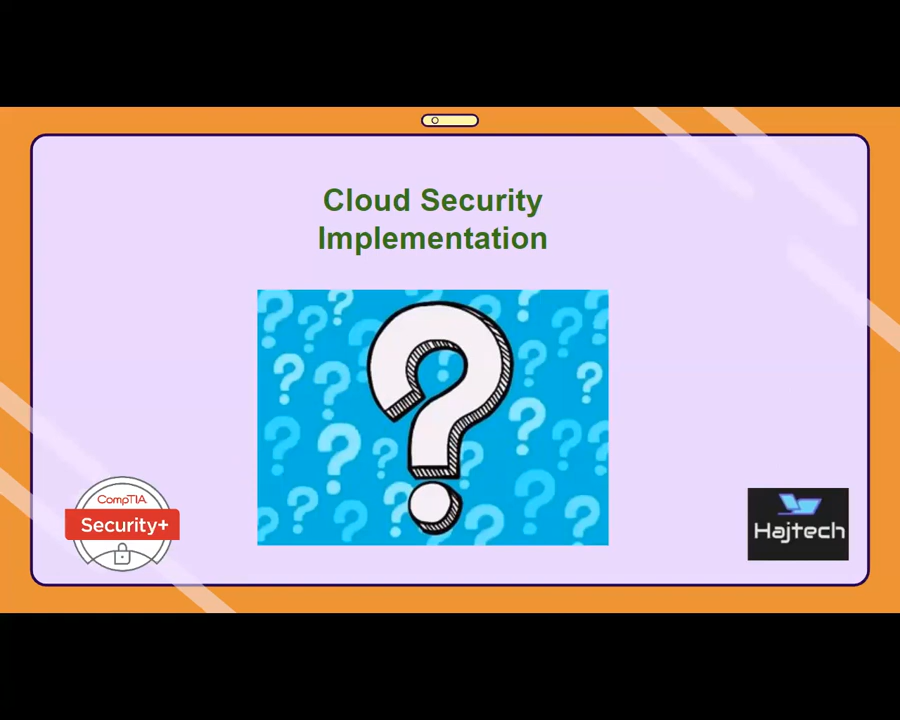 Cloud Security
Implementation
CompTIA
Security+
Hajtech